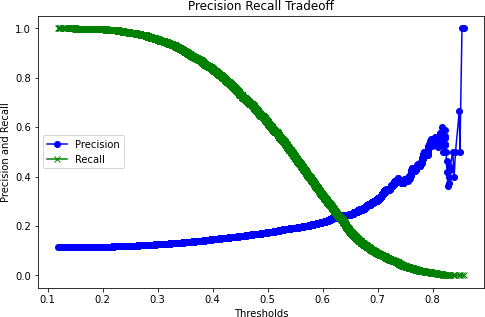 Precision Recall Tradeoff
1.0
0.8
0.6
0.4
0.2
0.0
Precision and Recall
Precision
Recall
0.1 0.2 0.3 0.4 0.5 0.6 0.7 0.8
Thresholds